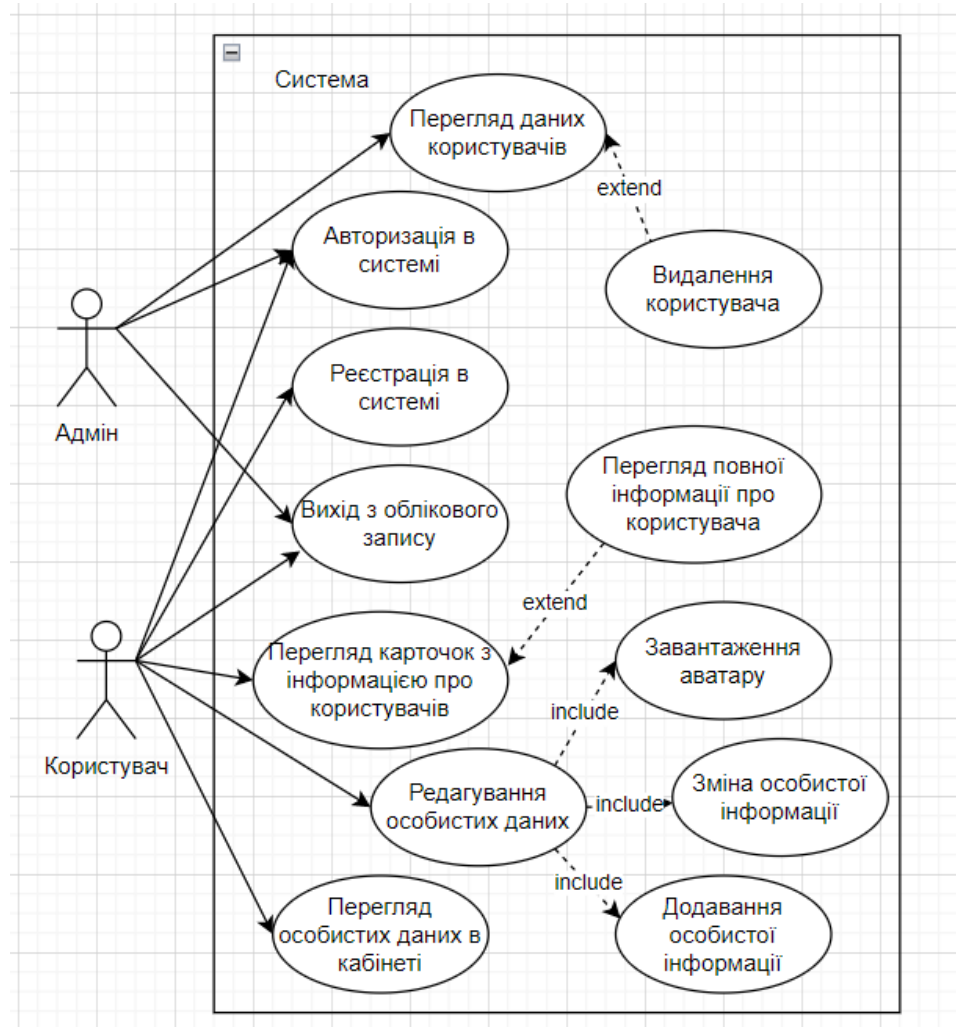 Система
Перегляд даних
користувачів
extend
Авторизація в
системі
Видалення
користувача
Реєстрація в
системі
Адмін
Перегляд повної
інформації про
користувача
Вихід з облікового
запису
extend
Перегляд карточок з
інформацією про
користувачів
Завантаження
аватару
include
Користувач
Редагування
особистих даних
include
Зміна особистої
інформації
include
Перегляд
особистих даних в
кабінеті
Додавання
особистої
інформації